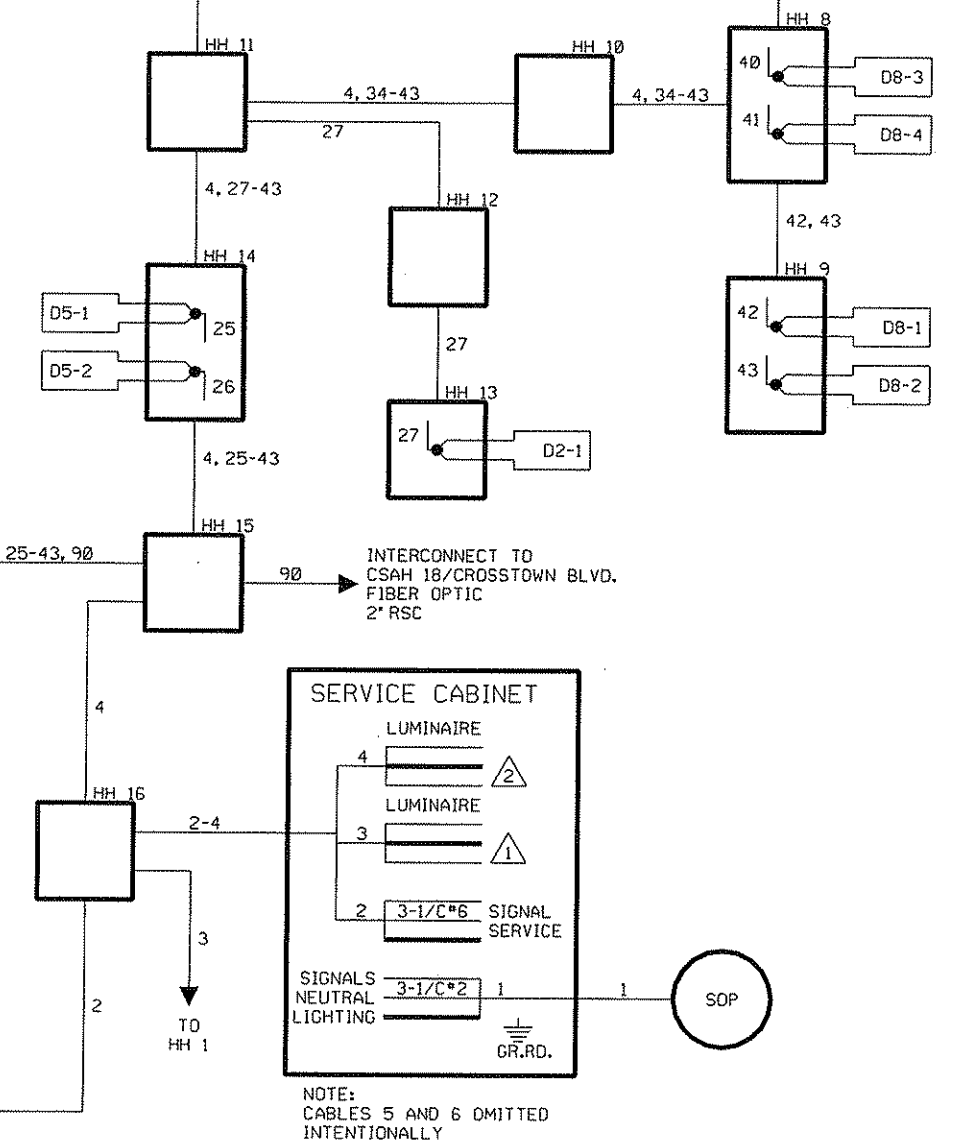 HH 8
HH 11
HH 10
40
D8-3
4,34-43
4,34-43
41
D8-4
27
4,27-43
HH 12
42,43
HH 14
HH 9
D5-1
25
42
D8-1
27
D5-2
26
43
D8-2
HH 13
27
D2-1
4,25-43
HH 15
25-43,90
90
INTERCONNECT TO
CSAH 18/CROSSTOWN BLVD.
FIBER OPTIC
2" RSC
SERVICE CABINET
4
LUMINAIRE
4
2
HH 16
LUMINAIRE
2-4
3
1
2
3-1/C#6
SIGNAL
SERVICE
3
SIGNALS
NEUTRAL
LIGHTING
3-1/C#2
1
1
SOP
2
TO
HH 1
GR.RD.
NOTE:
CABLES 5 AND 6 OMITTED
INTENTIONALLY